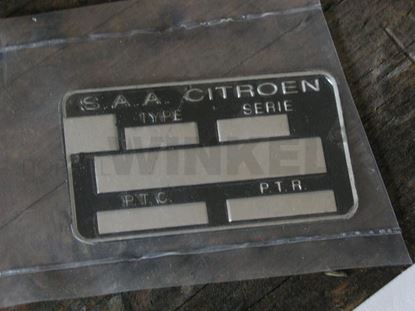 S.A.A. CITROEN
TYPE SERIE
WINKEL
P.T.C. P.T.R.